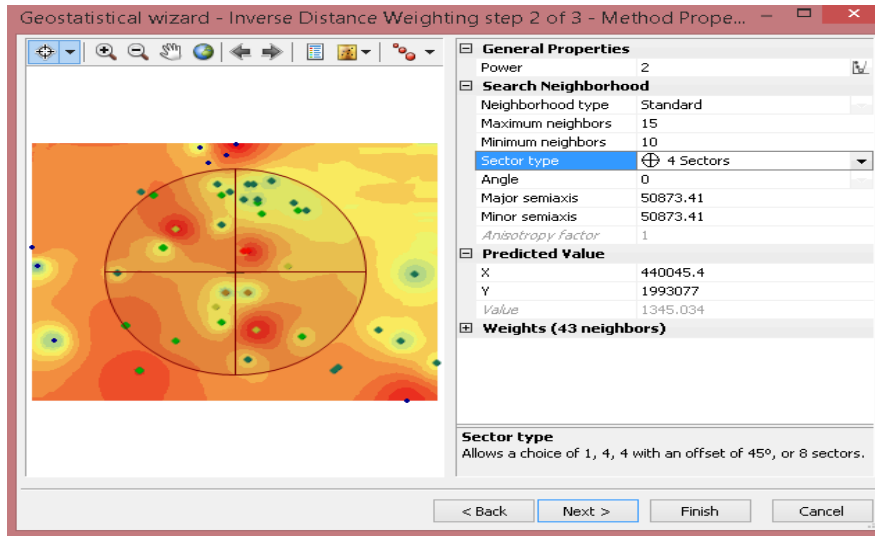 Geostatistical wizard - Inverse Distance Weighting step 2 of 3 - Method Prope...
General Properties
Power 2
Search Neighborhood
Neighborhood type Standard
Maximum neighbors 15
Minimum neighbors 10
Sector type 4 Sectors
Angle 0
Major semiaxis 50873.41
Minor semiaxis 50873.41
Anisotropy factor 1
Predicted Value
X 440045.4
Y 1993077
Value 1345.034
Weights (43 neighbors)
Sector type
Allows a choice of 1, 4, 4 with an offset of 45º, or 8 sectors.
< Back Next > Finish Cancel